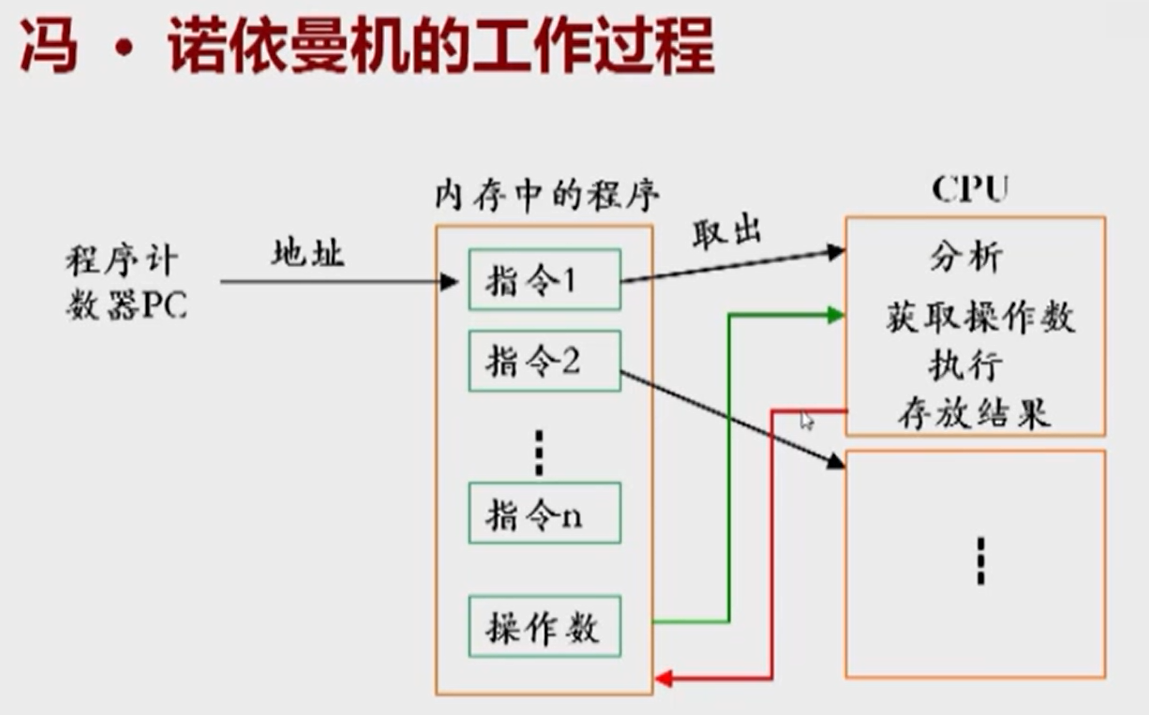 冯·诺依曼机的工作过程
内存中的程序
CPU
程序计
数器PC
地址
取出
指令1
指令2
指令n
操作数
分析
获取操作数
执行
存放结果